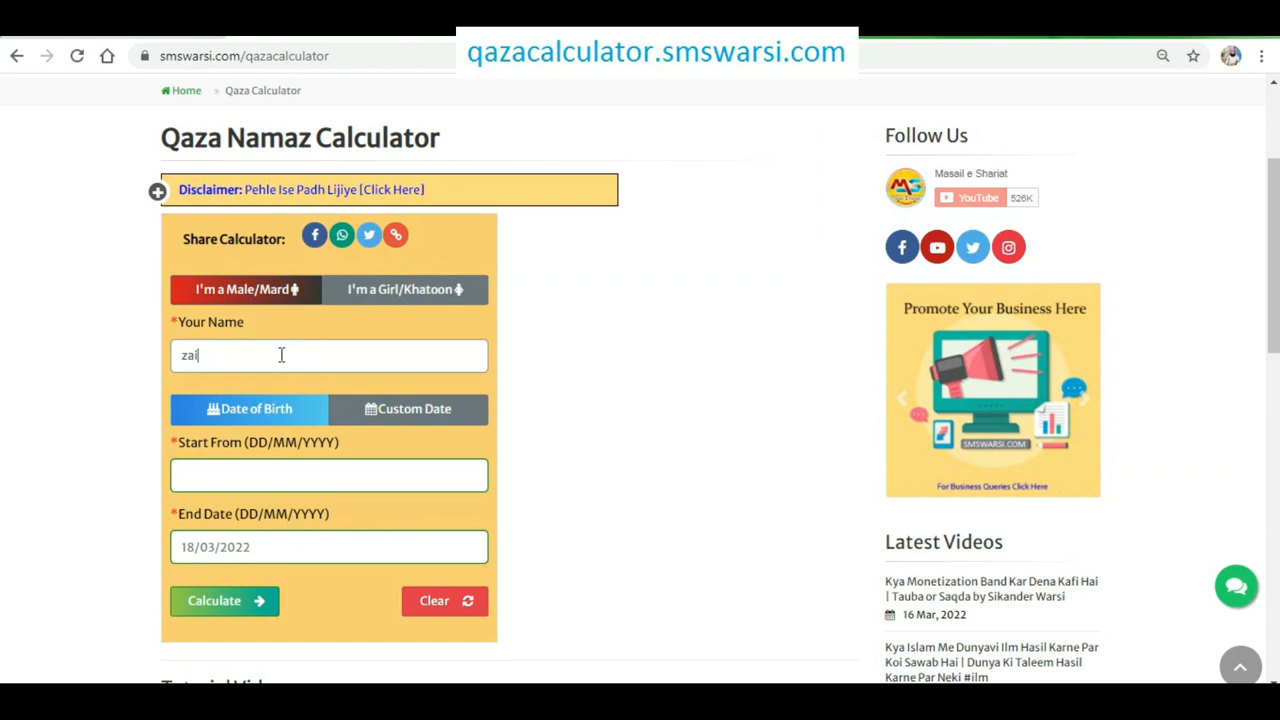 qazacalculator.smswarsi.com
smswarsi.com/qazacalculator
Home » Qaza Calculator
Qaza Namaz Calculator
Disclaimer: Pehle Ise Padh Lijiye [Click Here]
Share Calculator:
I'm a Male/Mard
I'm a Girl/Khatoon
*Your Name
zai
Date of Birth
Custom Date
*Start From (DD/MM/YYYY)
*End Date (DD/MM/YYYY)
18/03/2022
Calculate
Clear
Follow Us
Masail e Shariat
YouTube 526K
Promote Your Business Here
SMSWARSI.COM
For Business Queries Click Here
Latest Videos
Kya Monetization Band Kar Dena Kafi Hai
| Tauba or Saqda by Sikander Warsi
16 Mar, 2022
Kya Islam Me Dunyavi Ilm Hasil Karne Par
Koi Sawab Hai | Dunya Ki Taleem Hasil
Karne Par Neki #ilm